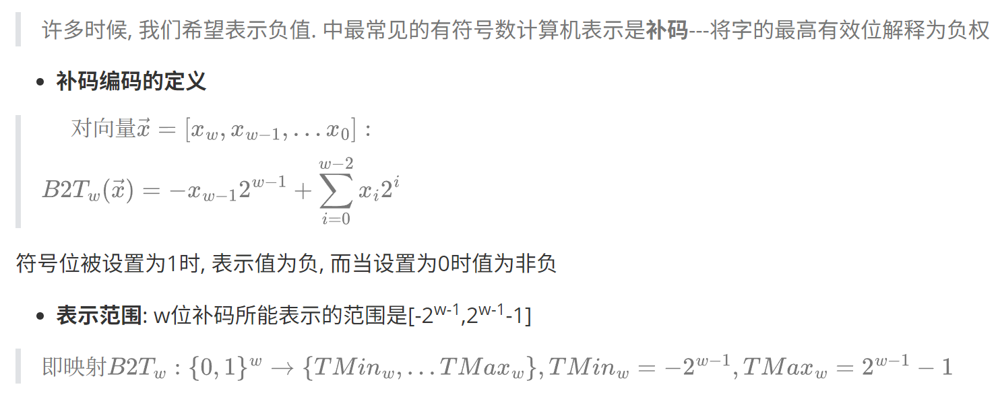 许多时候, 我们希望表示负值. 中最常见的有符号数计算机表示是补码---将字的最高有效位解释为负权
• 补码编码的定义
对向量$\vec{x} = [x_w, x_{w-1}, \ldots x_0]:$
$B2T_w(\vec{x}) = -x_{w-1}2^{w-1} + \sum_{i=0}^{w-2} x_i 2^i$
符号位被设置为1时, 表示值为负, 而当设置为0时值为非负
• 表示范围: w位补码所能表示的范围是[-2^{w-1},2^{w-1}-1]
即映射$B2T_w : \{0,1\}^w \rightarrow \{TMin_w, \ldots TMax_w\}, TMin_w = -2^{w-1}, TMax_w = 2^{w-1} - 1$